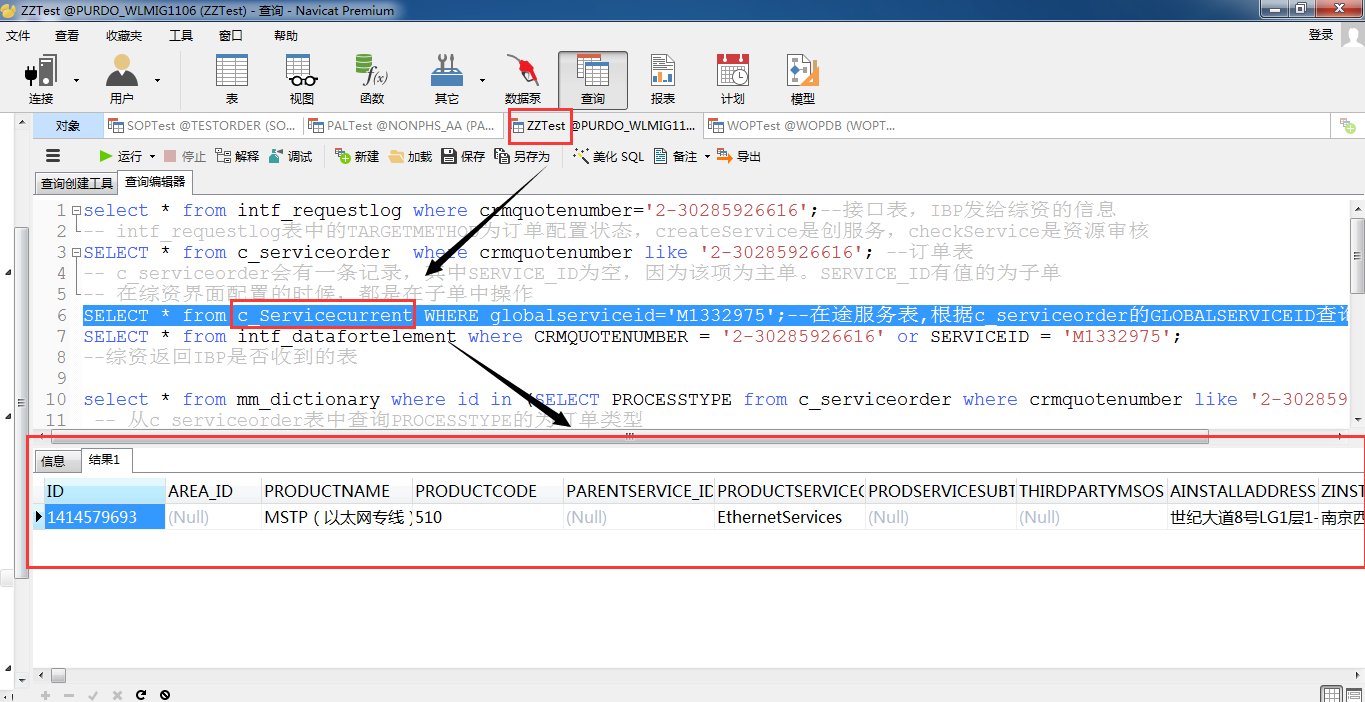 ZZTest @PURDO_WLMIG1106 (ZZTest) - 查询 - Navicat Premium
文件 查看 收藏夹 工具 窗口 帮助 登录
连接 用户 表 视图 函数 其它 数据泵 查询 报表 计划 模型
对象 SOPTest @TESTORDER (SO... PALTest @NONPHS_AA (PA... ZZTest @PURDO_WLMIG11... WOPTest @WOPDB (WOPT...
运行 停止 解释 调试 新建 加载 保存 另存为 美化 SQL 备注 导出
查询创建工具 查询编辑器
1 select * from intf_requestlog where crmquotenumber='2-30285926616';--接口表，IBP发给综资的信息
2 -- intf_requestlog表中的TARGETMETHOD为订单配置状态，createService是创服务，checkService是资源审核
3 SELECT * from c_serviceorder where crmquotenumber like '2-30285926616'; --订单表
4 -- c_serviceorder会有一条记录，其中SERVICE_ID为空，因为该项为主单。SERVICE_ID有值的为子单
5 -- 在综资界面配置的时候，都是在子单中操作
6 SELECT * from c_Servicecurrent WHERE globalserviceid='M1332975';--在途服务表,根据c_serviceorder的GLOBALSERVICEID查询
7 SELECT * from intf_datafortelement where CRMQUOTENUMBER = '2-30285926616' or SERVICEID = 'M1332975';
8 --综资返回IBP是否收到的表
9
10 select * from mm_dictionary where id in (SELECT PROCESSTYPE from c_serviceorder where crmquotenumber like '2-302859
11 -- 从c_serviceorder表中查询PROCESSTYPE的为订单类型
信息 结果1
ID AREA_ID PRODUCTNAME PRODUCTCODE PARENTSERVICE_ID PRODUCTSERVICEC PRODSERVICESUBT THIRDPARTYMSOS AINSTALLADDRESS ZINST
1414579693 (Null) MSTP（以太网专线） 510 (Null) EthernetServices (Null) (Null) 世纪大道8号LG1层1- 南京西